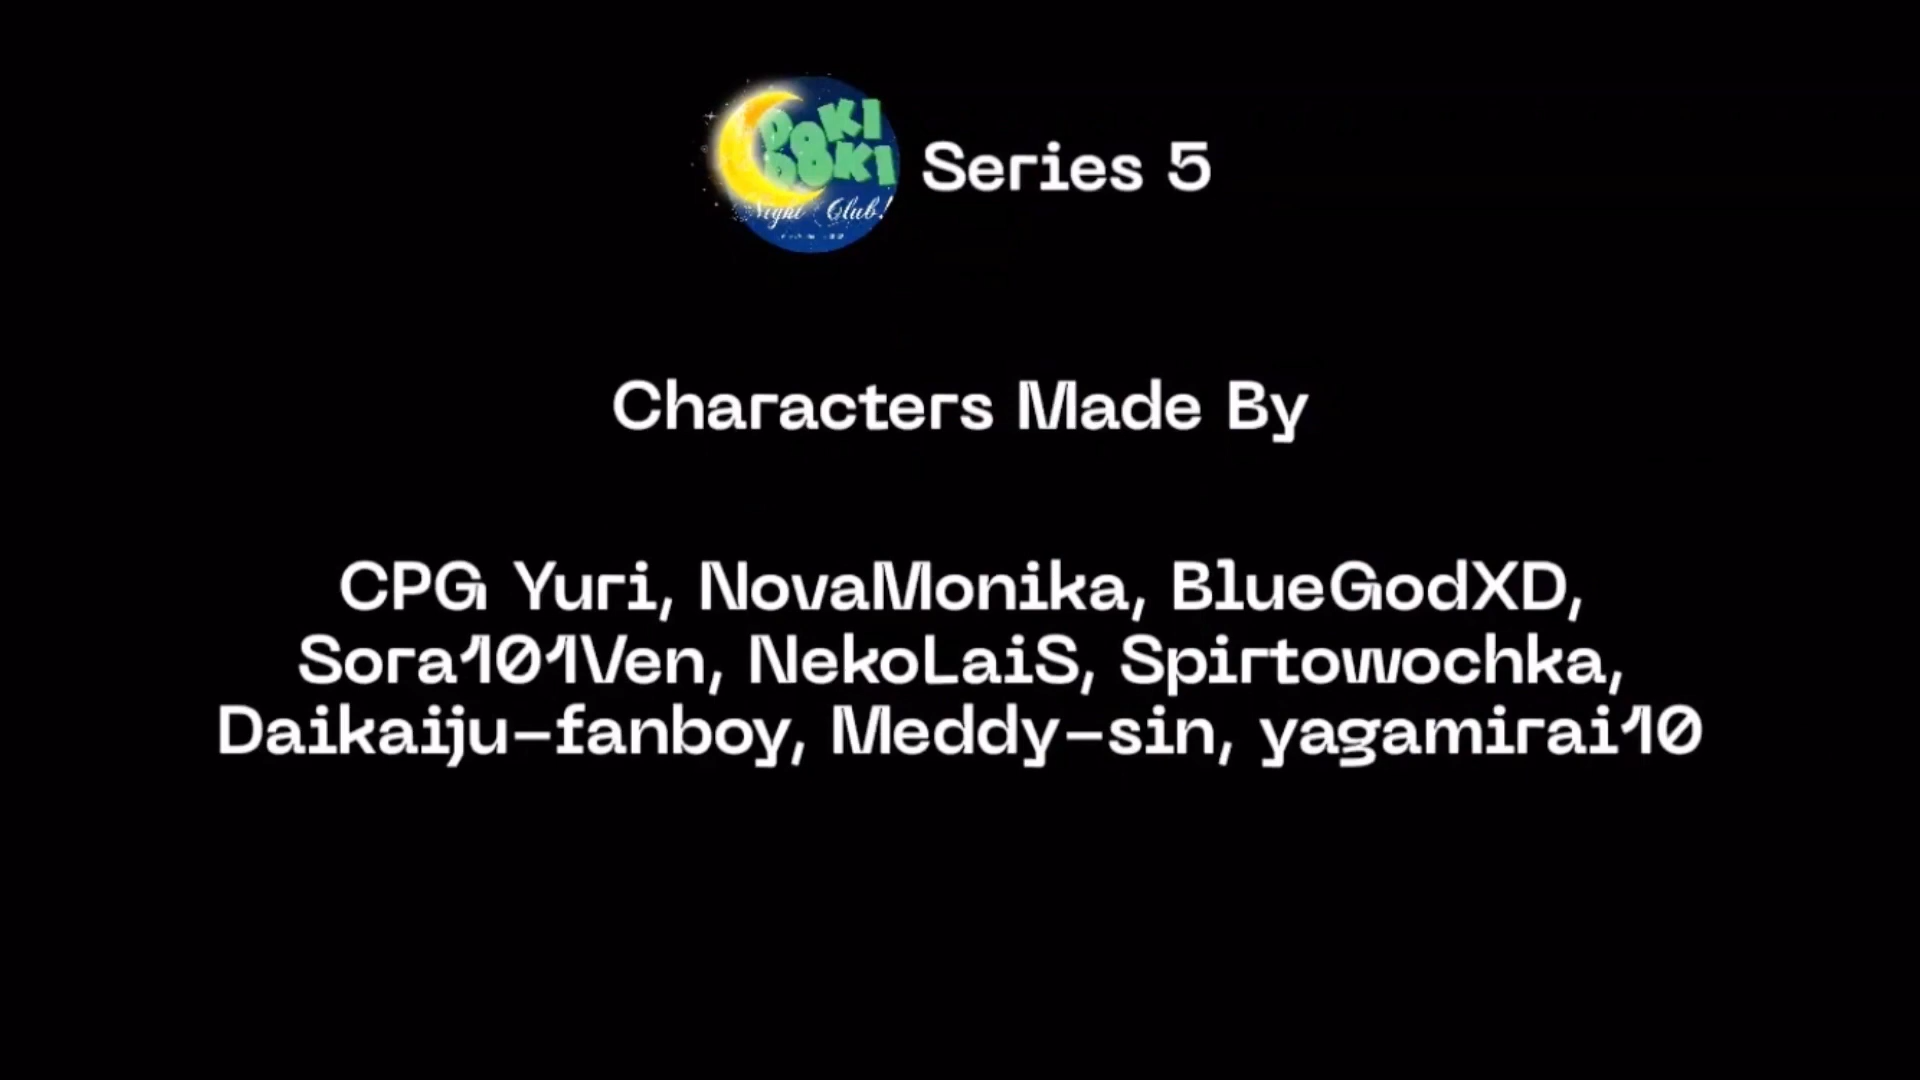 DOKI
DOKI
Series 5
Night Club!
Characters Made By
CPG Yuri, NovaMonika, BlueGodXD,
Sora101Ven, NekoLaiS, Spirtowochka,
Daikaiju-fanboy, Meddy-sin, yagamirai10